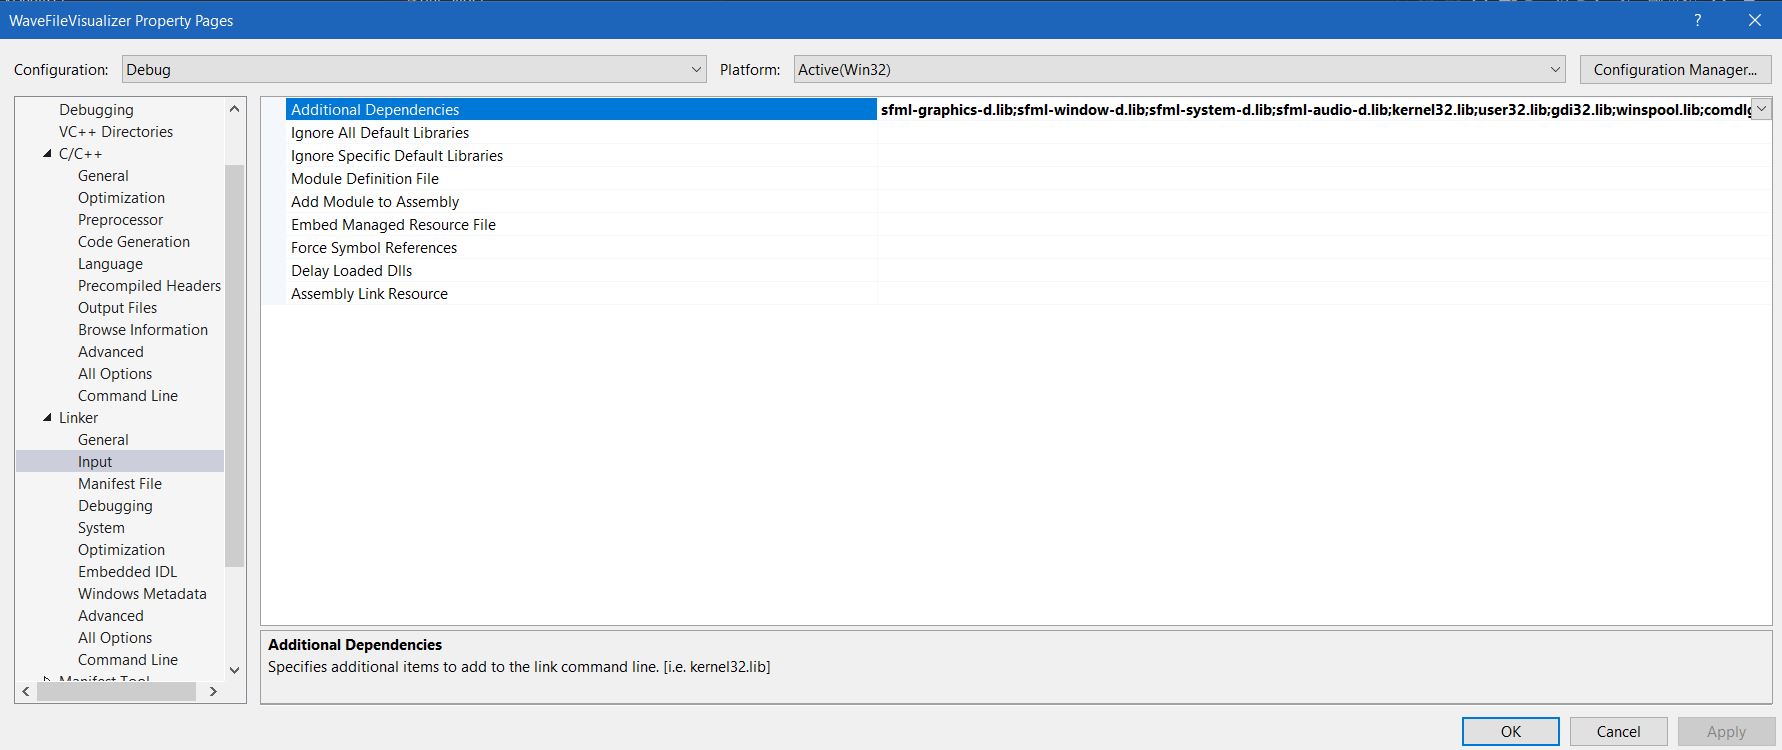 WaveFileVisualizer Property Pages
?
Configuration: Debug
Platform: Active(Win32)
Configuration Manager...
Debugging
VC++ Directories
C/C++
General
Optimization
Preprocessor
Code Generation
Language
Precompiled Headers
Output Files
Browse Information
Advanced
All Options
Command Line
Linker
General
Input
Manifest File
Debugging
System
Optimization
Embedded IDL
Windows Metadata
Advanced
All Options
Command Line
Manifest Tool
Additional Dependencies sfml-graphics-d.lib;sfml-window-d.lib;sfml-system-d.lib;sfml-audio-d.lib;kernel32.lib;user32.lib;gdi32.lib;winspool.lib;comdlg
Ignore All Default Libraries
Ignore Specific Default Libraries
Module Definition File
Add Module to Assembly
Embed Managed Resource File
Force Symbol References
Delay Loaded Dlls
Assembly Link Resource
Additional Dependencies
Specifies additional items to add to the link command line. [i.e. kernel32.lib]
OK
Cancel
Apply